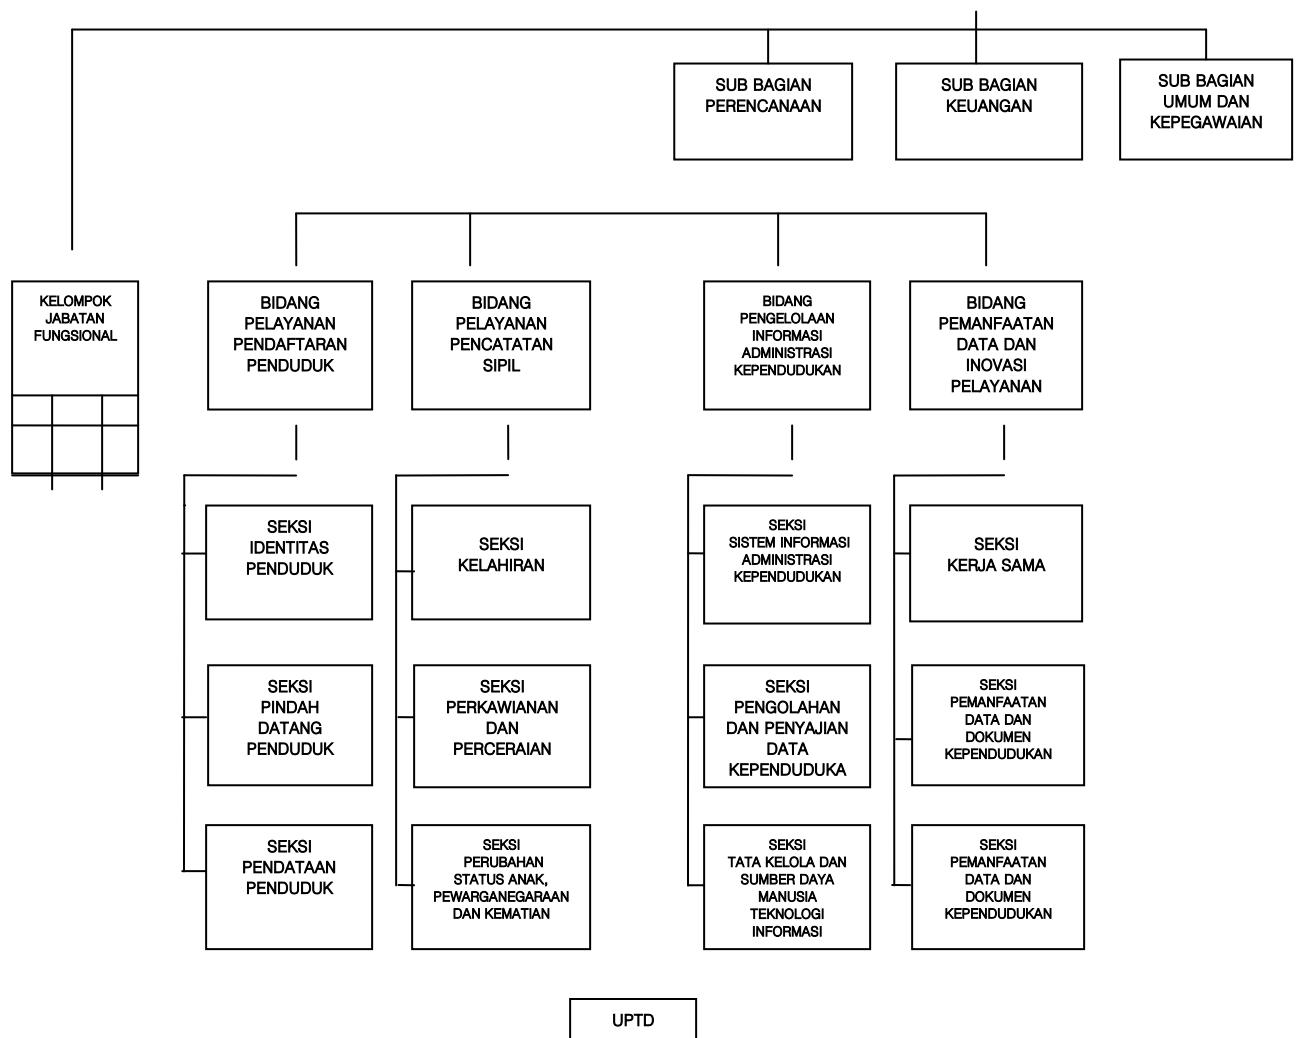 SUB BAGIAN
PERENCANAAN
SUB BAGIAN
KEUANGAN
SUB BAGIAN
UMUM DAN
KEPEGAWAIAN
KELOMPOK
JABATAN
FUNGSIONAL
BIDANG
PELAYANAN
PENDAFTARAN
PENDUDUK
BIDANG
PELAYANAN
PENCATATAN
SIPIL
BIDANG
PENGELOLAAN
INFORMASI
ADMINISTRASI
KEPENDUDUKAN
BIDANG
PEMANFAATAN
DATA DAN
INOVASI
PELAYANAN
SEKSI
IDENTITAS
PENDUDUK
SEKSI
KELAHIRAN
SEKSI
SISTEM INFORMASI
ADMINISTRASI
KEPENDUDUKAN
SEKSI
KERJA SAMA
SEKSI
PINDAH
DATANG
PENDUDUK
SEKSI
PERKAWIANAN
DAN
PERCERAIAN
SEKSI
PENGOLAHAN
DAN PENYAJIAN
DATA
KEPENDUDUKA
SEKSI
PEMANFAATAN
DATA DAN
DOKUMEN
KEPENDUDUKAN
SEKSI
PENDATAAN
PENDUDUK
SEKSI
PERUBAHAN
STATUS ANAK,
PEWARGANEGARAAN
DAN KEMATIAN
SEKSI
TATA KELOLA DAN
SUMBER DAYA
MANUSIA
TEKNOLOGI
INFORMASI
SEKSI
PEMANFAATAN
DATA DAN
DOKUMEN
KEPENDUDUKAN
UPTD